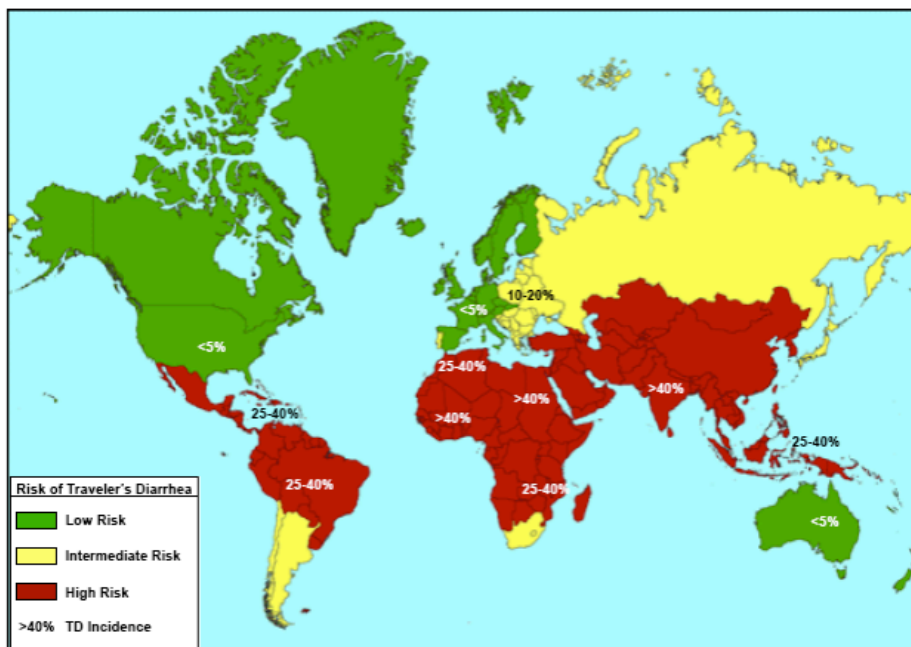 10-20%
<5%
<5%
25-40%
>40%
>40%
25-40%
>40%
25-40%
25-40%
25-40%
<5%
Risk of Traveler's Diarrhea
Low Risk
Intermediate Risk
High Risk
>40% TD Incidence